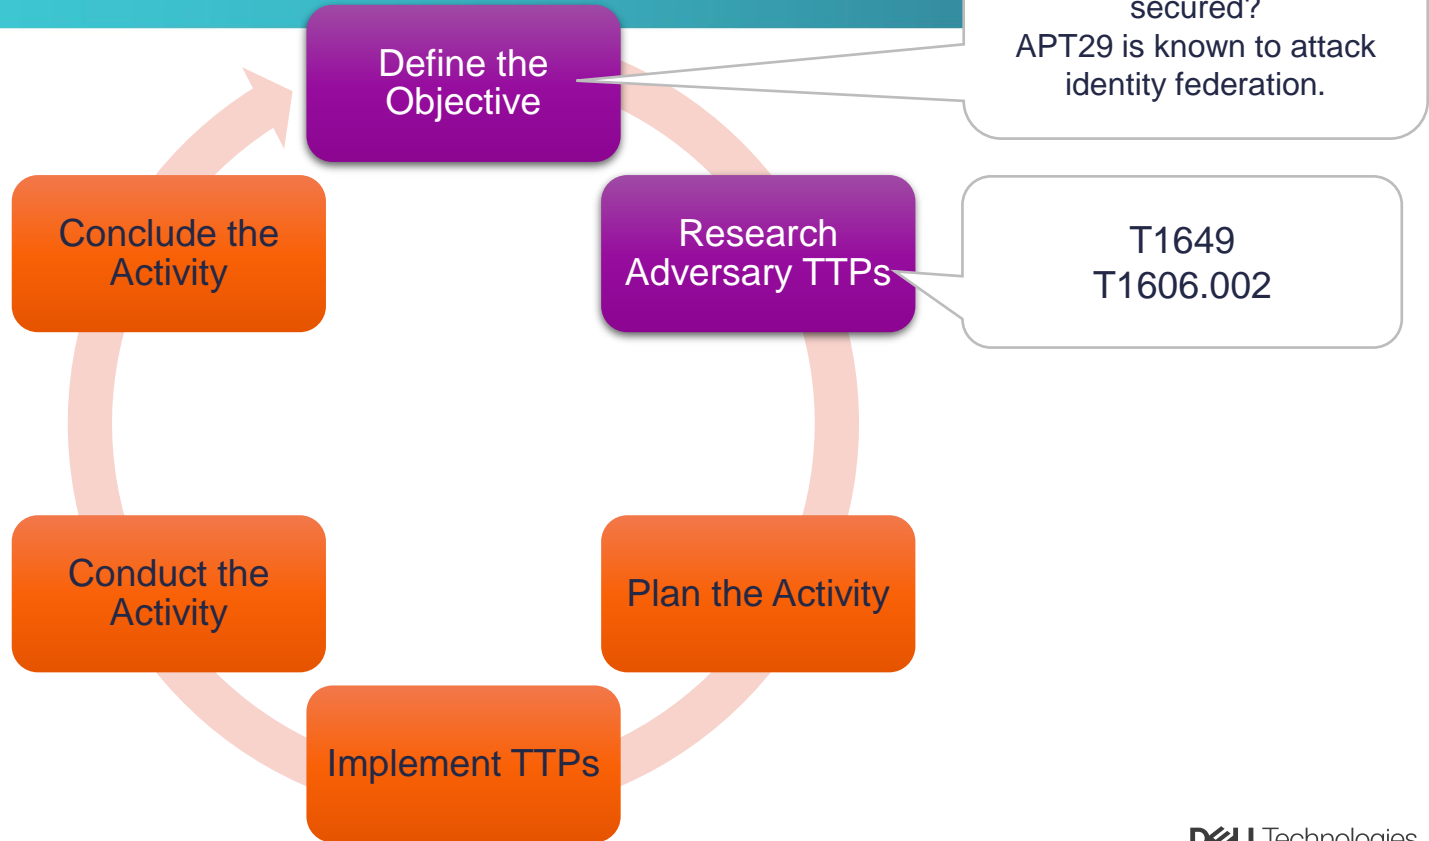 secured?
APT29 is known to attack
identity federation.
Define the
Objective
Research
Adversary TTPs
T1649
T1606.002
Plan the Activity
Implement TTPs
Conduct the
Activity
Conclude the
Activity
DELL Technologies